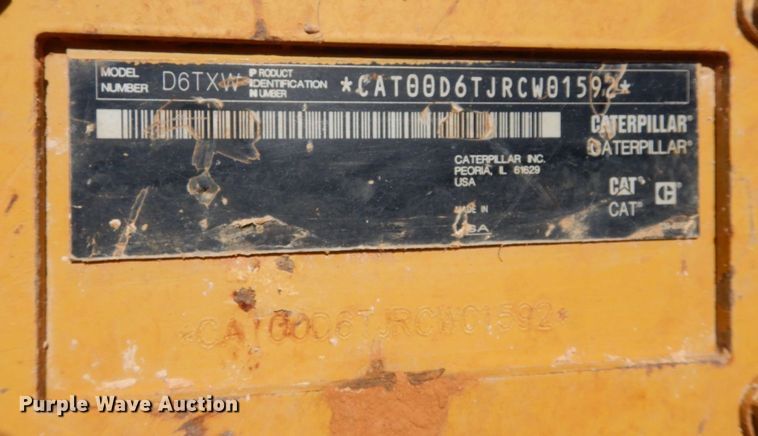 MODEL NUMBER D6TXW PRODUCT IDENTIFICATION NUMBER *CAT00D6TJRCW01592*
CATERPILLAR®
CATERPILLAR®
CATERPILLAR INC.
PEORIA, IL 61629
USA
CAT® C
CAT®
MADE IN
USA
*CAT00D6TJRCW01592*
Purple Wave Auction